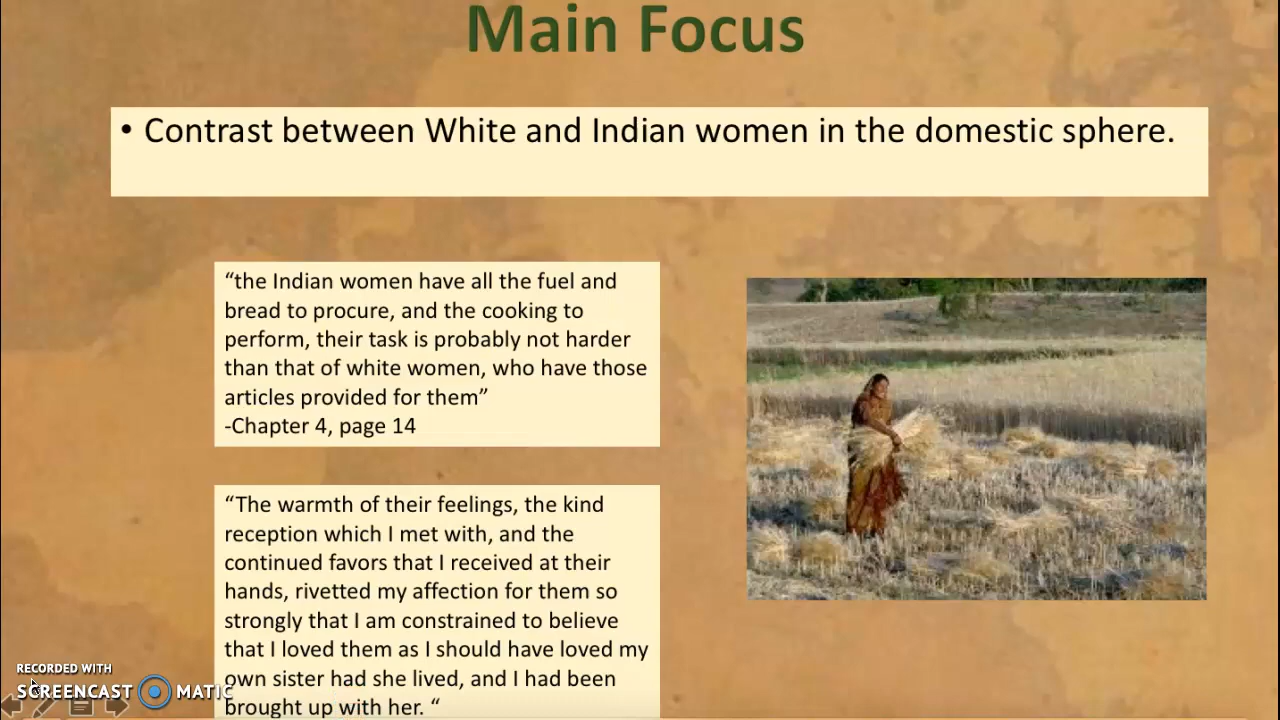 Main Focus
• Contrast between White and Indian women in the domestic sphere.
“the Indian women have all the fuel and
bread to procure, and the cooking to
perform, their task is probably not harder
than that of white women, who have those
articles provided for them”
-Chapter 4, page 14
“The warmth of their feelings, the kind
reception which I met with, and the
continued favors that I received at their
hands, rivetted my affection for them so
strongly that I am constrained to believe
that I loved them as I should have loved my
own sister had she lived, and I had been
brought up with her. “
RECORDED WITH
SCREENCAST MATIC